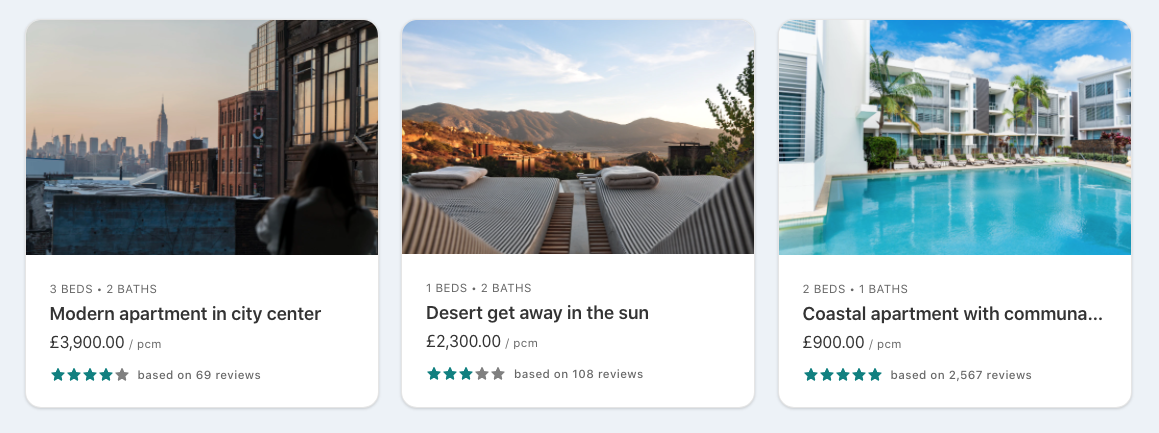 HOTEL
3 BEDS • 2 BATHS
Modern apartment in city center
£3,900.00 / pcm
based on 69 reviews
1 BEDS • 2 BATHS
Desert get away in the sun
£2,300.00 / pcm
based on 108 reviews
2 BEDS • 1 BATHS
Coastal apartment with communa...
£900.00 / pcm
based on 2,567 reviews